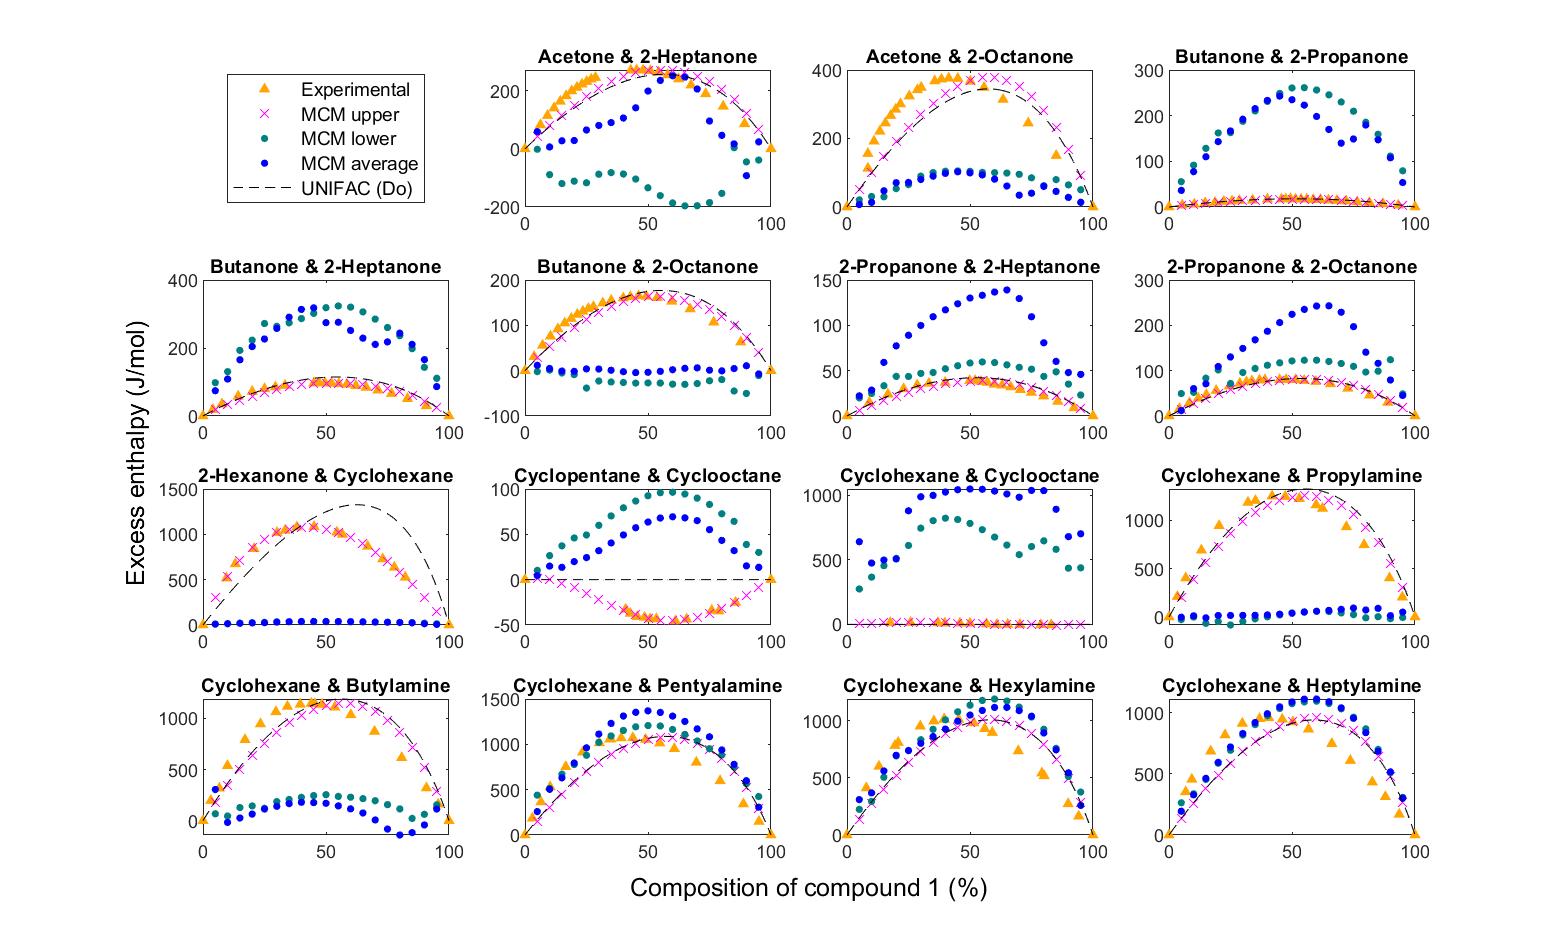 Experimental
MCM upper
MCM lower
MCM average
UNIFAC (Do)
Acetone & 2-Heptanone
200
0
-200
0 50 100
Acetone & 2-Octanone
400
200
0
0 50 100
Butanone & 2-Propanone
300
200
100
0
0 50 100
Excess enthalpy (J/mol)
Butanone & 2-Heptanone
400
200
0
0 50 100
Butanone & 2-Octanone
200
100
0
-100
0 50 100
2-Propanone & 2-Heptanone
150
100
50
0
0 50 100
2-Propanone & 2-Octanone
300
200
100
0
0 50 100
2-Hexanone & Cyclohexane
1500
1000
500
0
0 50 100
Cyclopentane & Cyclooctane
100
50
0
-50
0 50 100
Cyclohexane & Cyclooctane
1000
500
0
0 50 100
Cyclohexane & Propylamine
1000
500
0
0 50 100
Cyclohexane & Butylamine
1000
500
0
0 50 100
Cyclohexane & Pentyalamine
1500
1000
500
0
0 50 100
Cyclohexane & Hexylamine
1000
500
0
0 50 100
Cyclohexane & Heptylamine
1000
500
0
0 50 100
Composition of compound 1 (%)